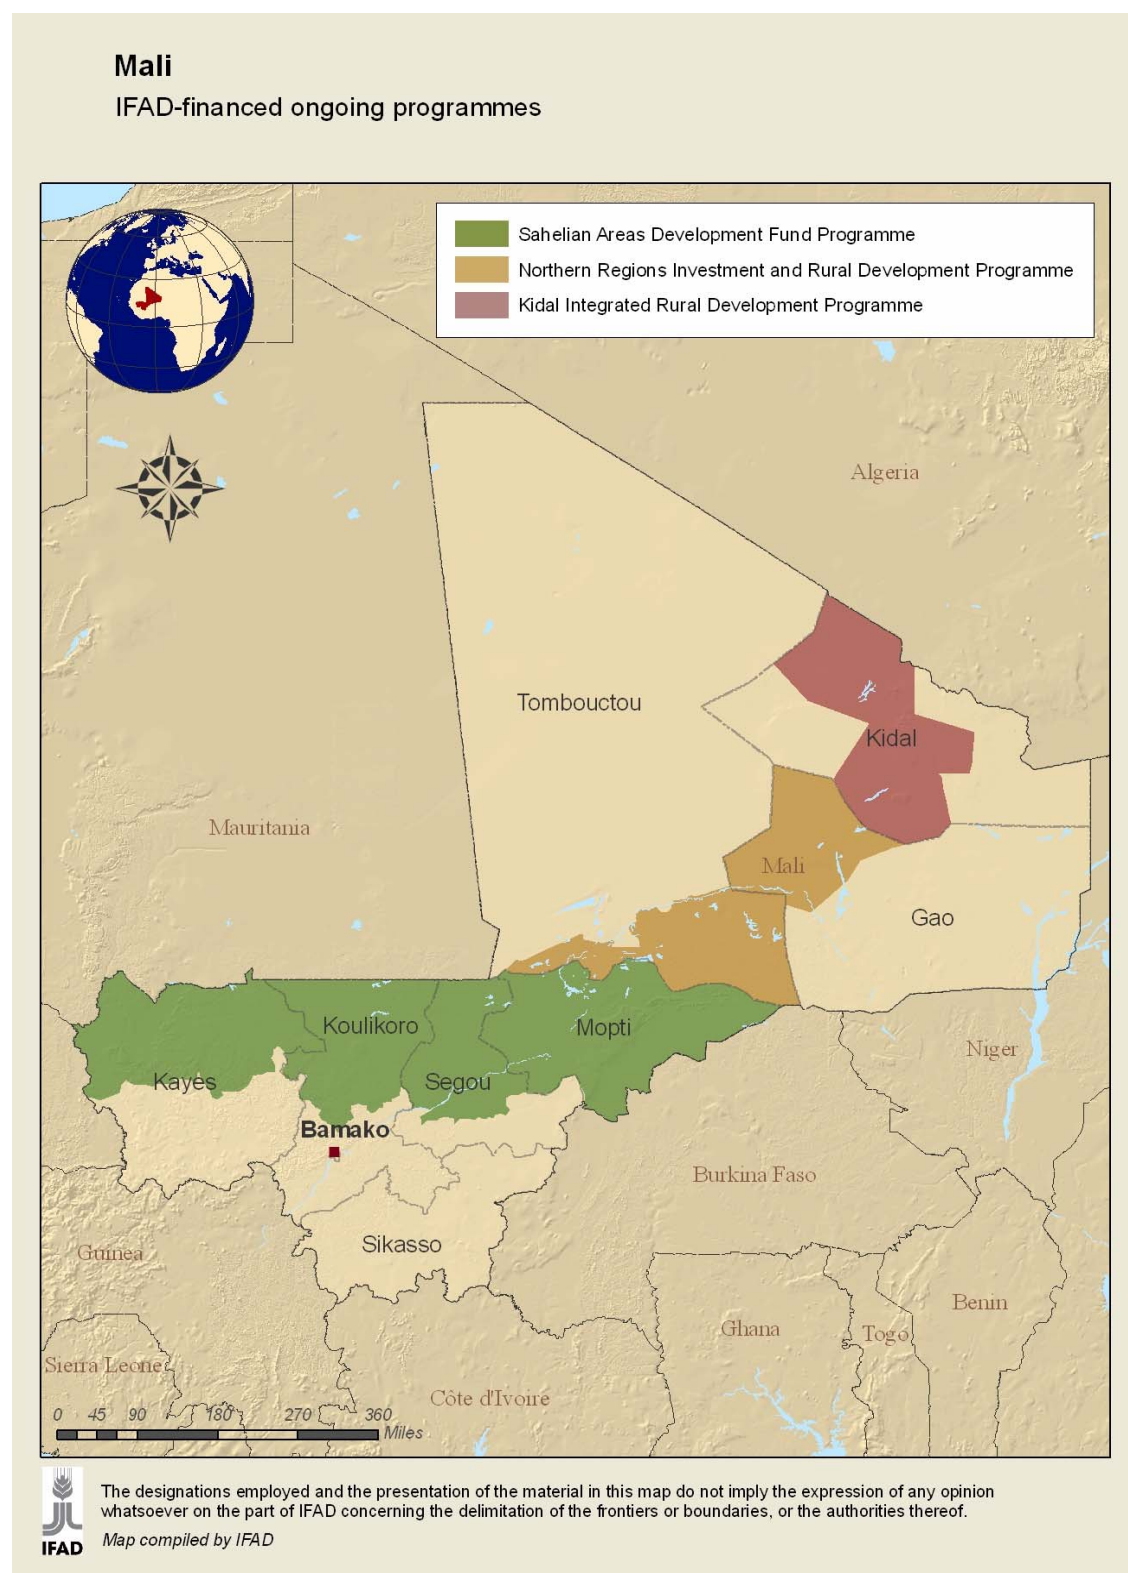 Mali
IFAD-financed ongoing programmes
Sahelian Areas Development Fund Programme
Northern Regions Investment and Rural Development Programme
Kidal Integrated Rural Development Programme
Algeria
Tombouctou
Kidal
Mauritania
Mali
Gao
Koulikoro
Mopti
Niger
Kayes
Segou
Bamako
Burkina Faso
Sikasso
Guinea
Benin
Ghana
Togo
Sierra Leone
Côte d'Ivoire
0 45 90 180 270 360
Miles
The designations employed and the presentation of the material in this map do not imply the expression of any opinion
whatsoever on the part of IFAD concerning the delimitation of the frontiers or boundaries, or the authorities thereof.
Map compiled by IFAD
IFAD